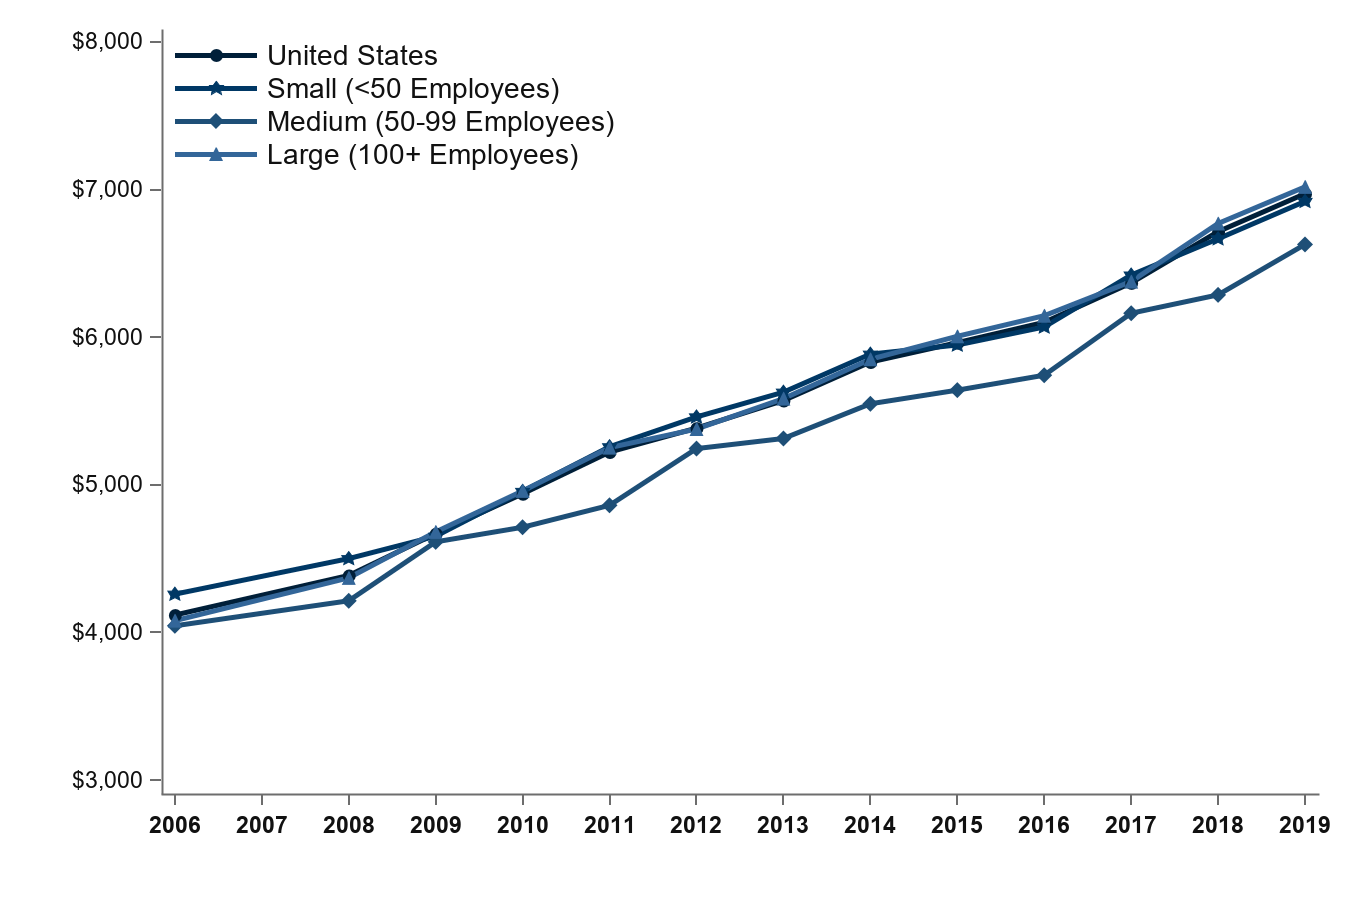 $8,000
United States
Small (<50 Employees)
Medium (50-99 Employees)
Large (100+ Employees)
$7,000
$6,000
$5,000
$4,000
$3,000
2006 2007 2008 2009 2010 2011 2012 2013 2014 2015 2016 2017 2018 2019